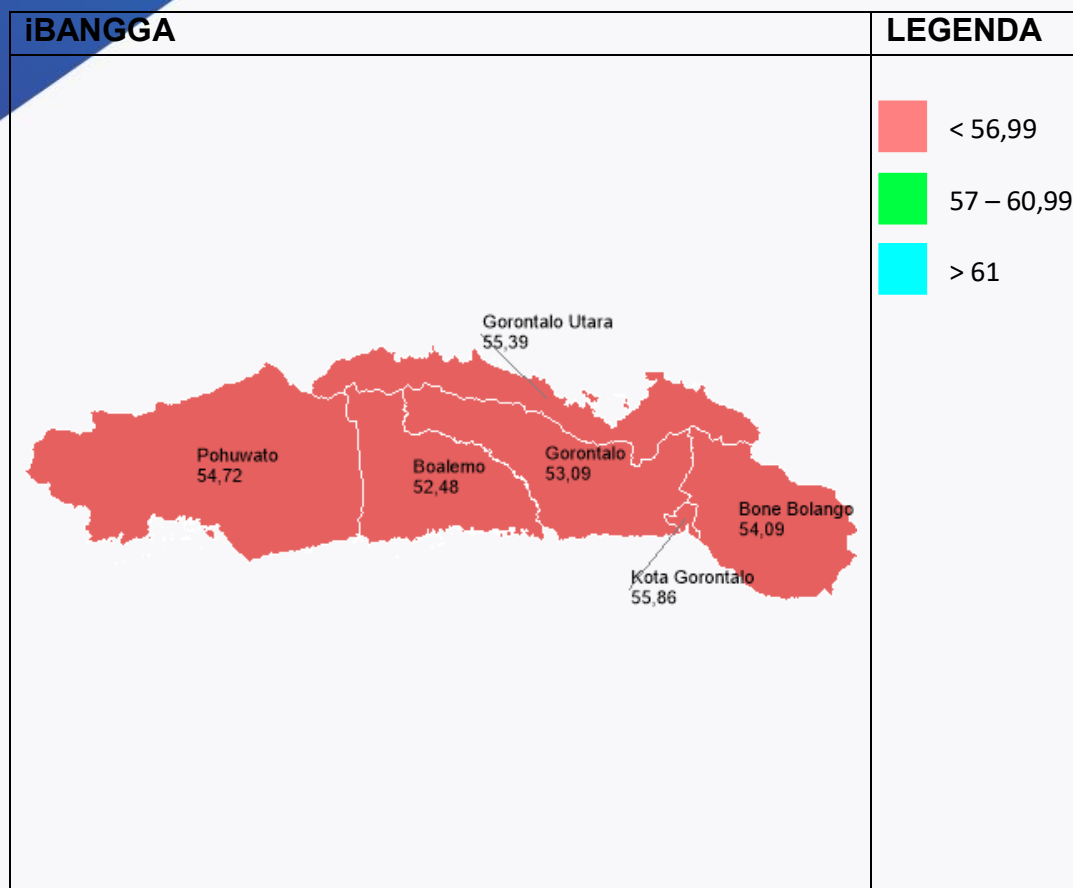 iBANGGA
LEGENDA
< 56,99
57 – 60,99
> 61
Gorontalo Utara
55,39
Pohuwato
54,72
Boalemo
52,48
Gorontalo
53,09
Bone Bolango
54,09
Kota Gorontalo
55,86